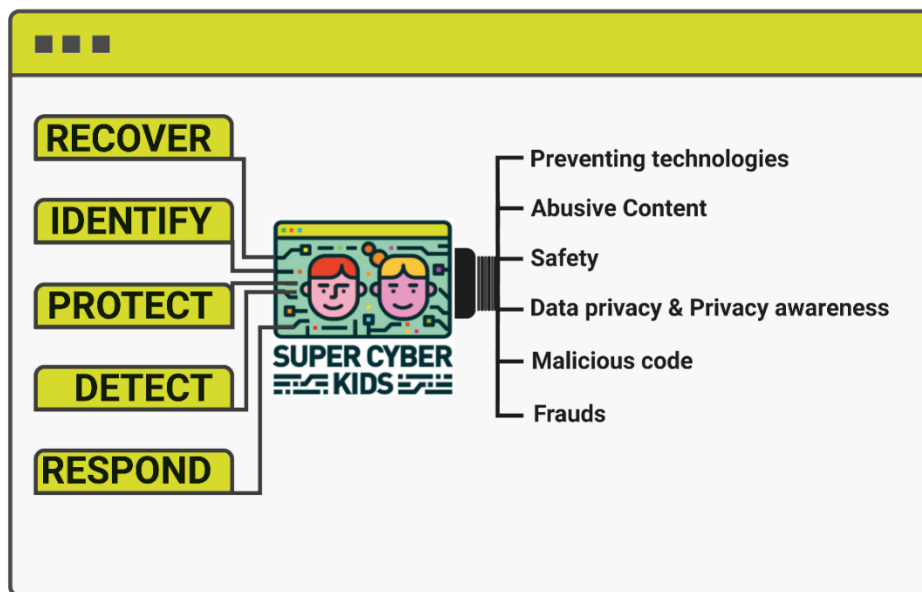 RECOVER
IDENTIFY
PROTECT
DETECT
RESPOND
SUPER CYBER
KIDS
Preventing technologies
Abusive Content
Safety
Data privacy & Privacy awareness
Malicious code
Frauds